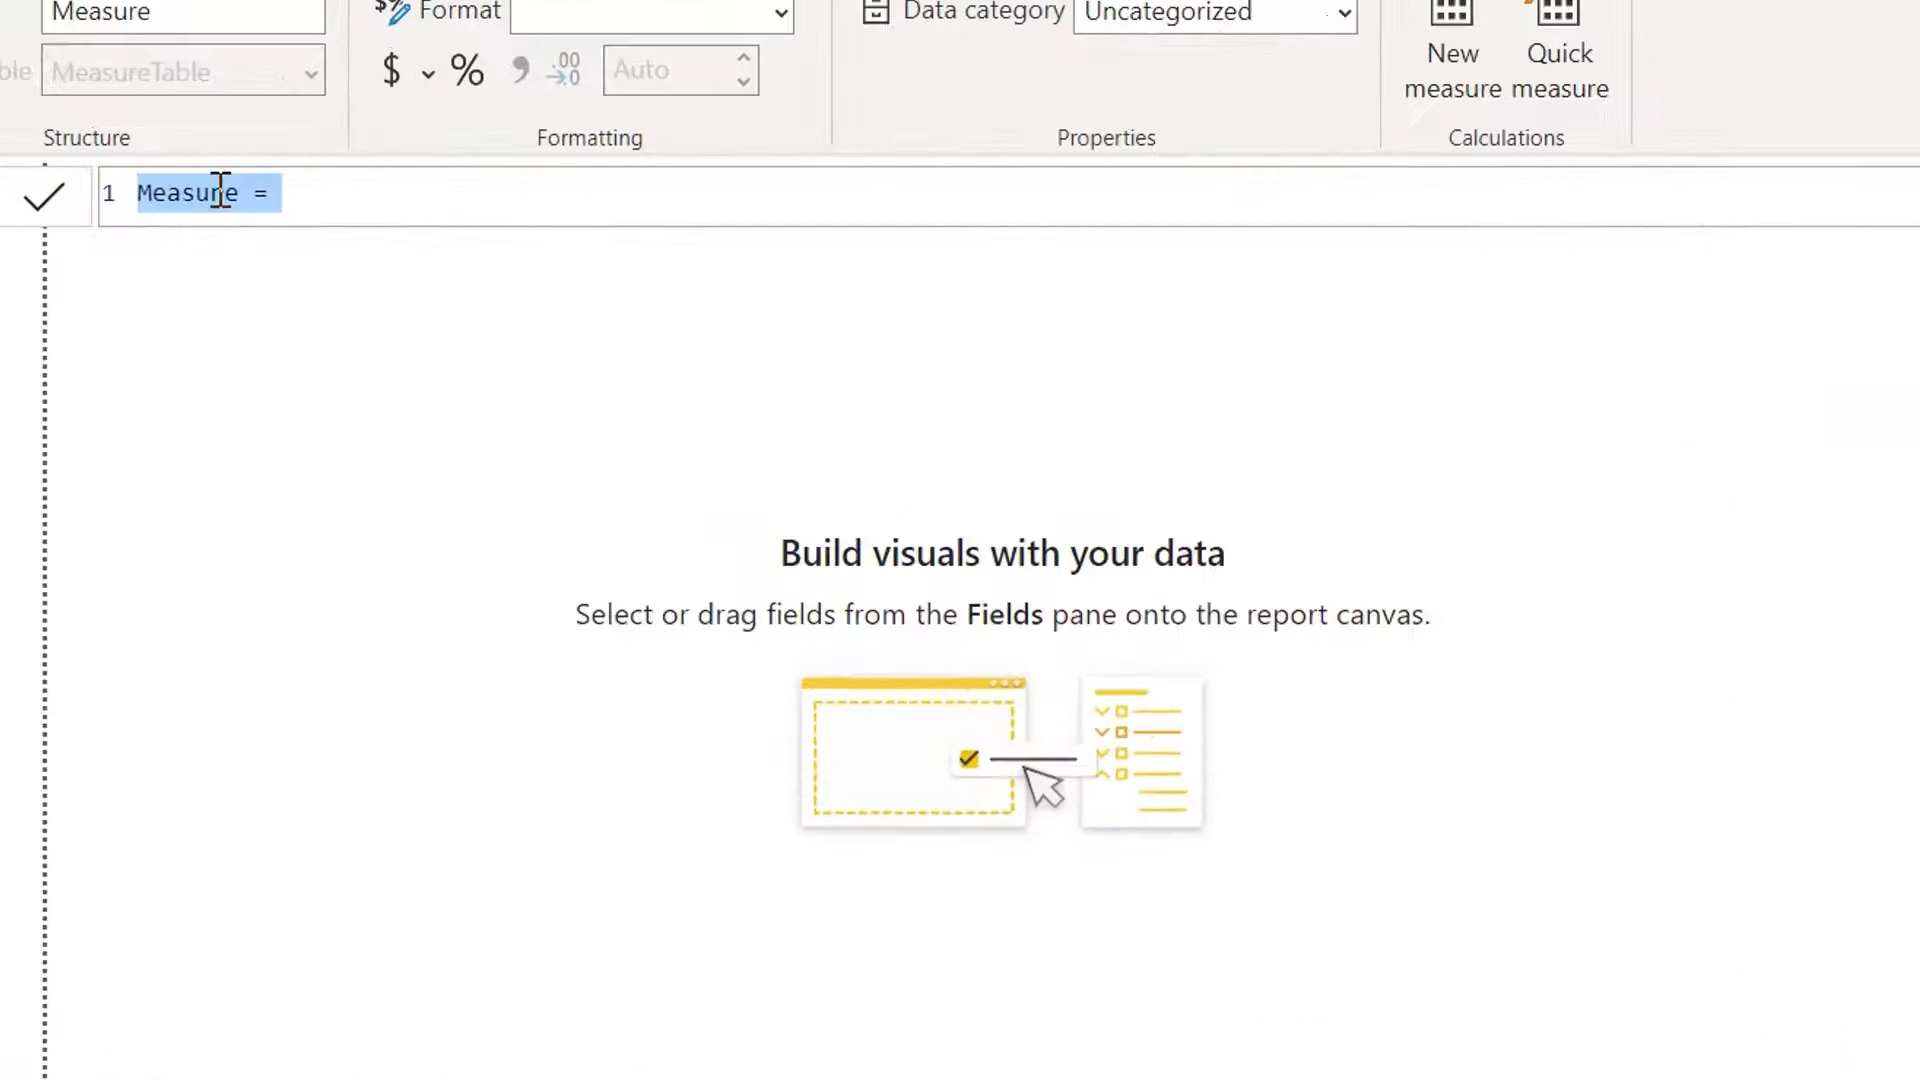 Measure
Format
Data category
Uncategorized
ble
MeasureTable
$
%
Auto
New measure
Quick measure
Structure
Formatting
Properties
Calculations
1 Measure =
Build visuals with your data
Select or drag fields from the Fields pane onto the report canvas.